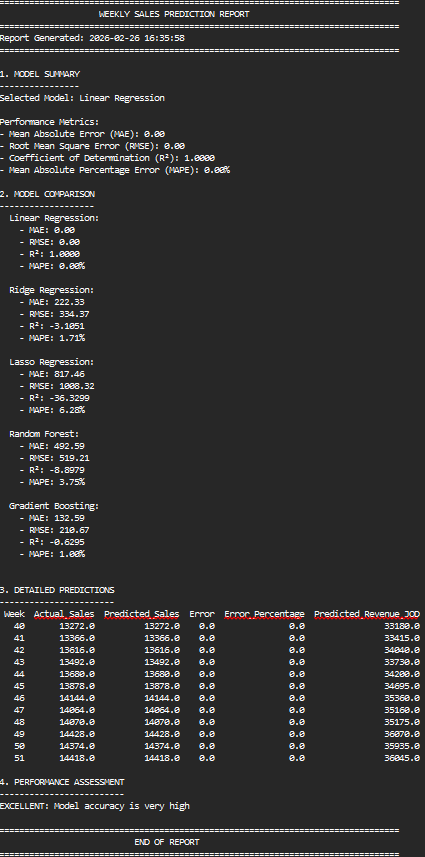 ================================================================================
WEEKLY SALES PREDICTION REPORT
================================================================================
Report Generated: 2026-02-26 16:35:58
================================================================================
1. MODEL SUMMARY
----------------
Selected Model: Linear Regression
Performance Metrics:
- Mean Absolute Error (MAE): 0.00
- Root Mean Square Error (RMSE): 0.00
- Coefficient of Determination (R²): 1.0000
- Mean Absolute Percentage Error (MAPE): 0.00%
2. MODEL COMPARISON
-------------------
Linear Regression:
- MAE: 0.00
- RMSE: 0.00
- R²: 1.0000
- MAPE: 0.00%
Ridge Regression:
- MAE: 222.33
- RMSE: 334.37
- R²: -3.1051
- MAPE: 1.71%
Lasso Regression:
- MAE: 817.46
- RMSE: 1008.32
- R²: -36.3299
- MAPE: 6.28%
Random Forest:
- MAE: 492.59
- RMSE: 519.21
- R²: -8.8979
- MAPE: 3.75%
Gradient Boosting:
- MAE: 132.59
- RMSE: 210.67
- R²: -0.6295
- MAPE: 1.00%
3. DETAILED PREDICTIONS
-----------------------
Week Actual_Sales Predicted_Sales Error Error_Percentage Predicted_Revenue_JOD
40 13272.0 13272.0 0.0 0.0 33180.0
41 13366.0 13366.0 0.0 0.0 33415.0
42 13616.0 13616.0 0.0 0.0 34040.0
43 13492.0 13492.0 0.0 0.0 33730.0
44 13680.0 13680.0 0.0 0.0 34200.0
45 13878.0 13878.0 0.0 0.0 34695.0
46 14144.0 14144.0 0.0 0.0 35360.0
47 14064.0 14064.0 0.0 0.0 35160.0
48 14070.0 14070.0 0.0 0.0 35175.0
49 14428.0 14428.0 0.0 0.0 36070.0
50 14374.0 14374.0 0.0 0.0 35935.0
51 14418.0 14418.0 0.0 0.0 36045.0
4. PERFORMANCE ASSESSMENT
-------------------------
EXCELLENT: Model accuracy is very high
================================================================================
END OF REPORT
================================================================================